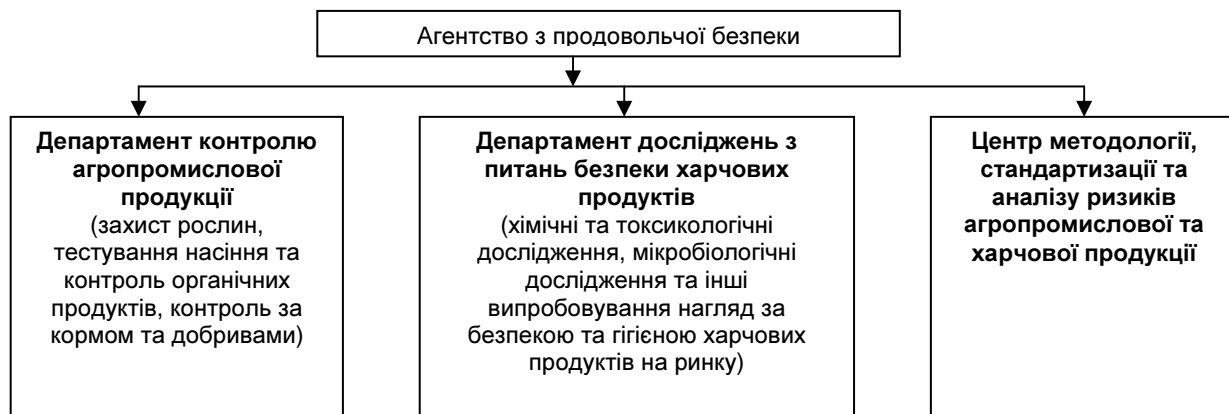 Агентство з продовольчої безпеки
Департамент контролю
агропромислової
продукції
(захист рослин,
тестування насіння та
контроль органічних
продуктів, контроль за
кормом та добривами)
Департамент досліджень з
питань безпеки харчових
продуктів
(хімічні та токсикологічні
дослідження, мікробіологічні
дослідження та інші
випробовування нагляд за
безпекою та гігієною харчових
продуктів на ринку)
Центр методології,
стандартизації та
аналізу ризиків
агропромислової та
харчової продукції